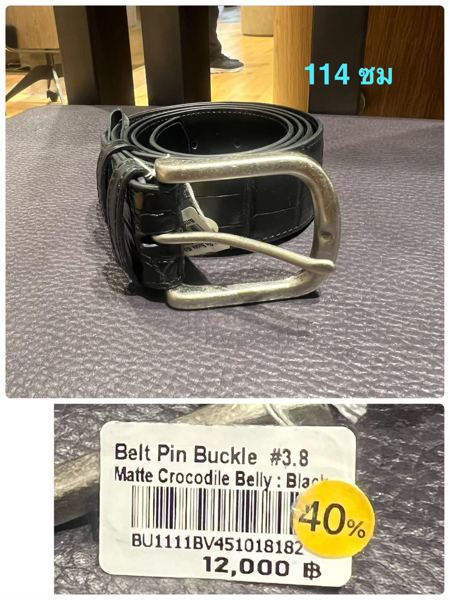 114 ซม
Belt Pin Buckle #3.8
Matte Crocodile Belly : Black
40%
BU1111BV451018182
12,000 ฿